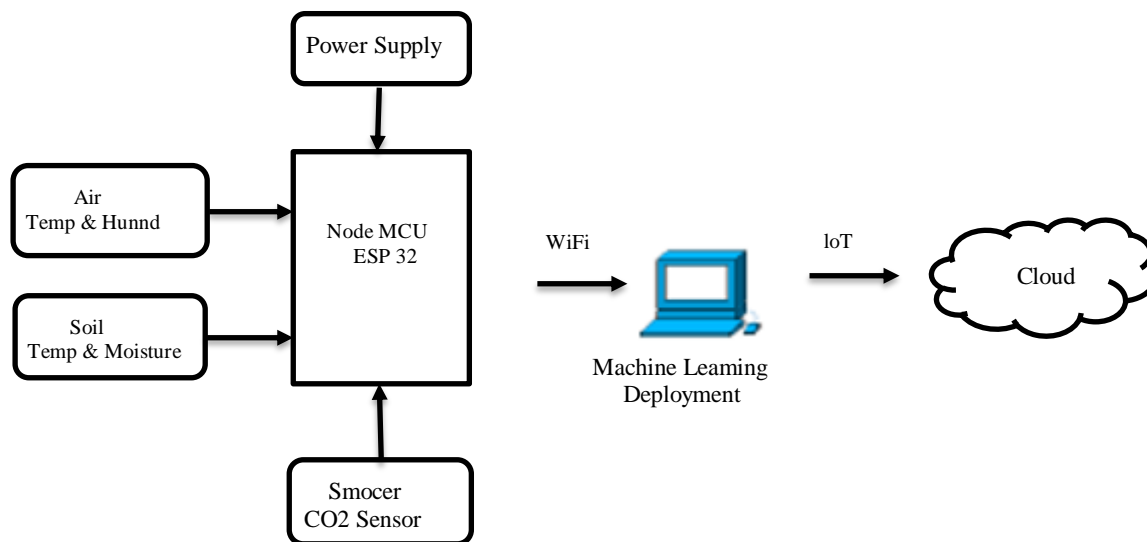 Power Supply
Air
Temp & Hunnd
Node MCU
ESP 32
WiFi
loT
Cloud
Soil
Temp & Moisture
Machine Leaming
Deployment
Smocer
CO2 Sensor